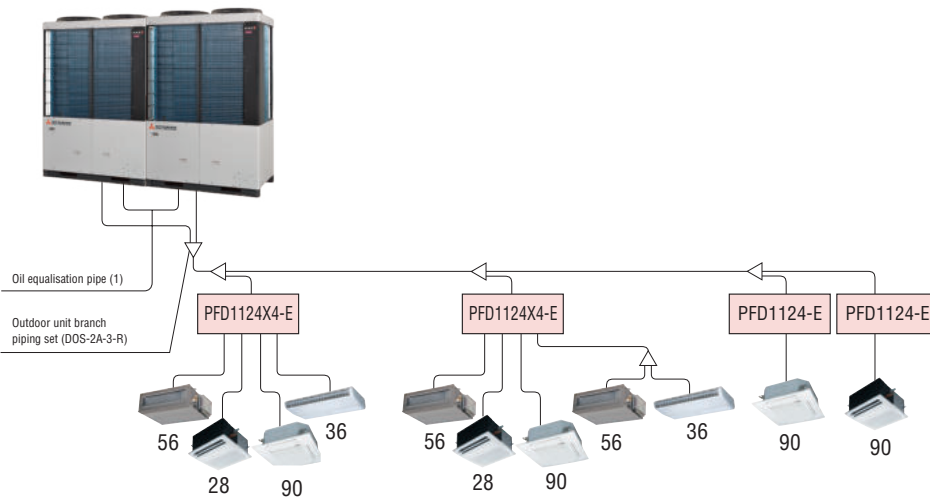 Oil equalisation pipe (1)
Outdoor unit branch
piping set (DOS-2A-3-R)
PFD1124X4-E
PFD1124X4-E
PFD1124-E
PFD1124-E
56
28
90
36
56
28
90
56
36
90
90